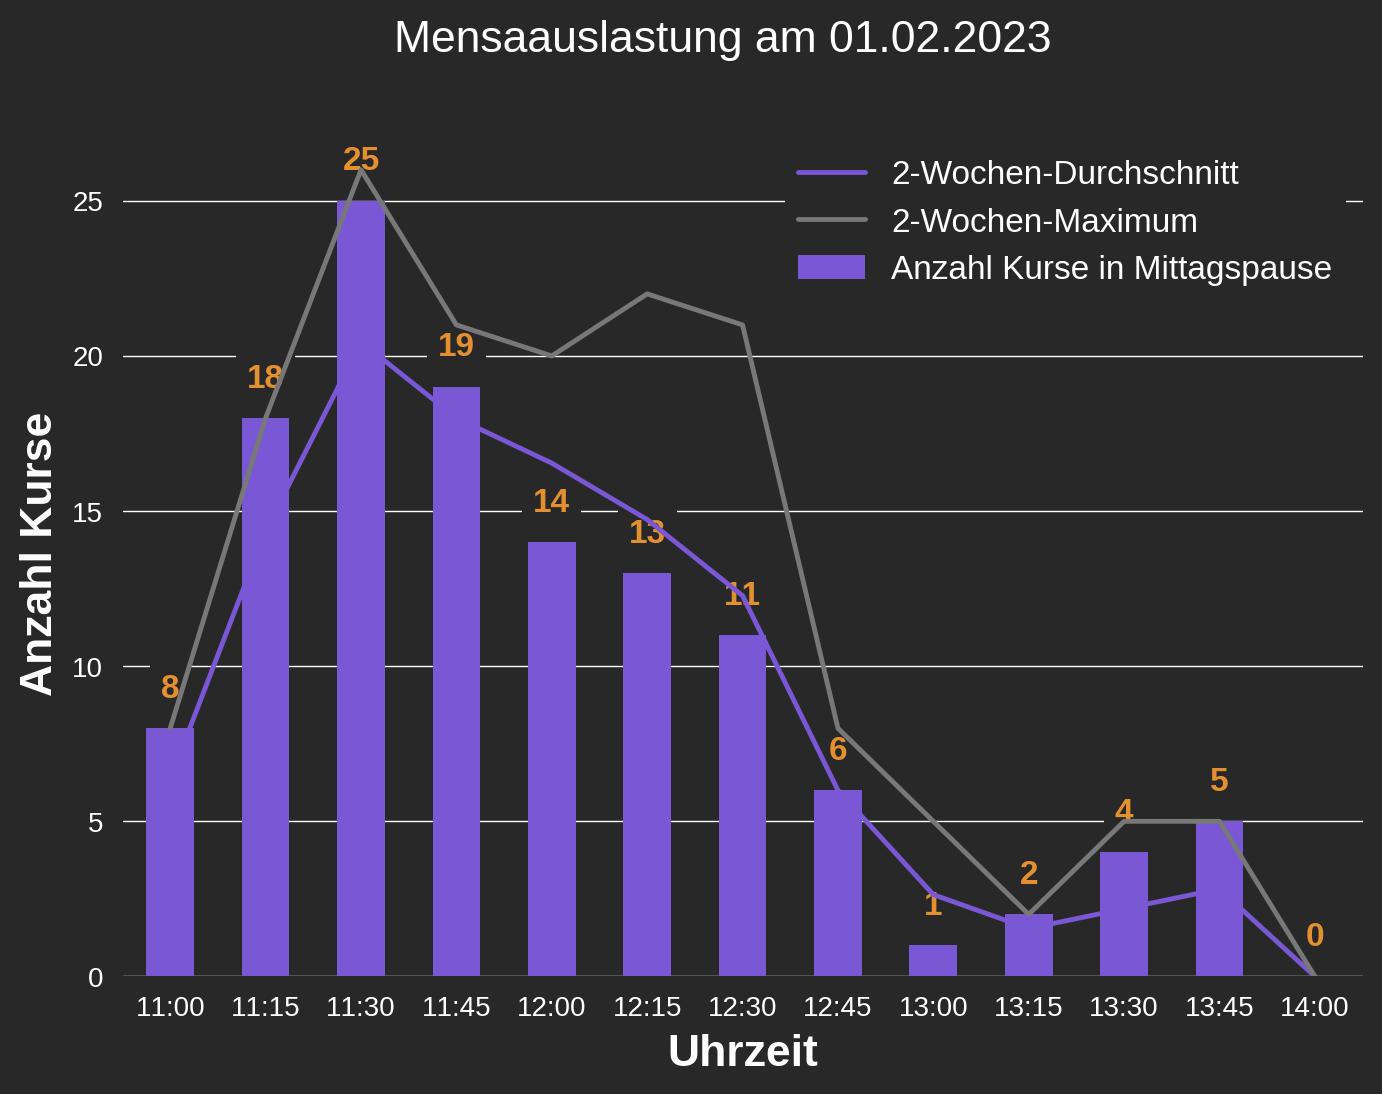 Mensaauslastung am 01.02.2023
2-Wochen-Durchschnitt
2-Wochen-Maximum
Anzahl Kurse in Mittagspause
Anzahl Kurse
25
20
15
10
5
0
8
18
25
19
14
13
11
6
1
2
4
5
0
11:00 11:15 11:30 11:45 12:00 12:15 12:30 12:45 13:00 13:15 13:30 13:45 14:00
Uhrzeit